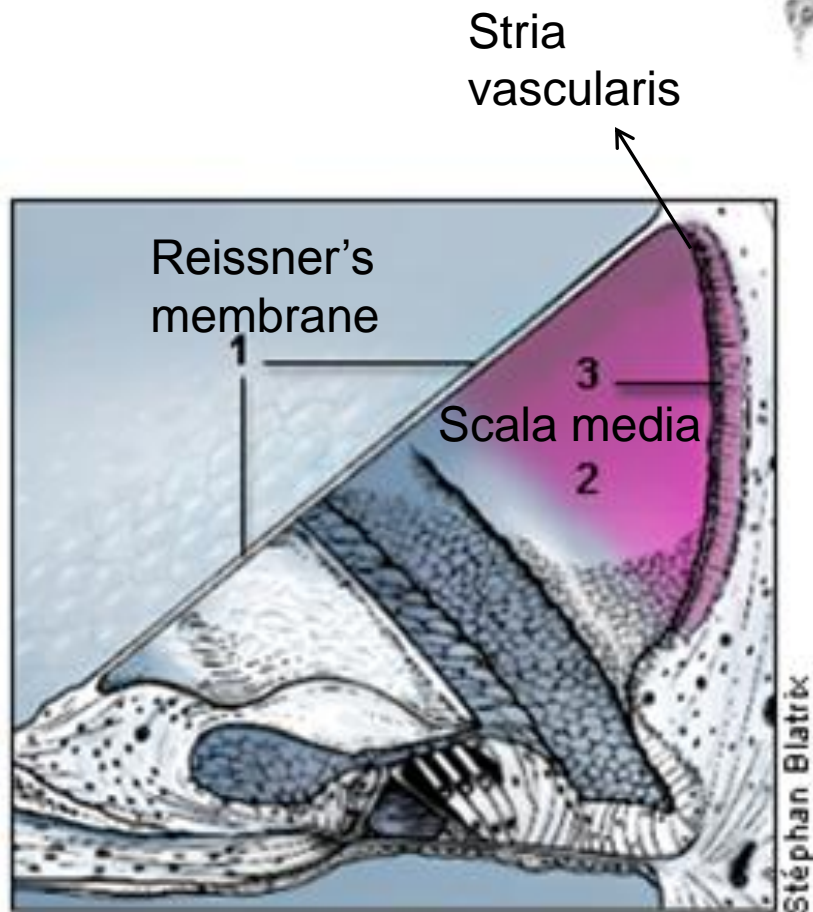 Stria
vascularis
Reissner's
membrane
1
3
Scala media
2
Stéphan Blatrix